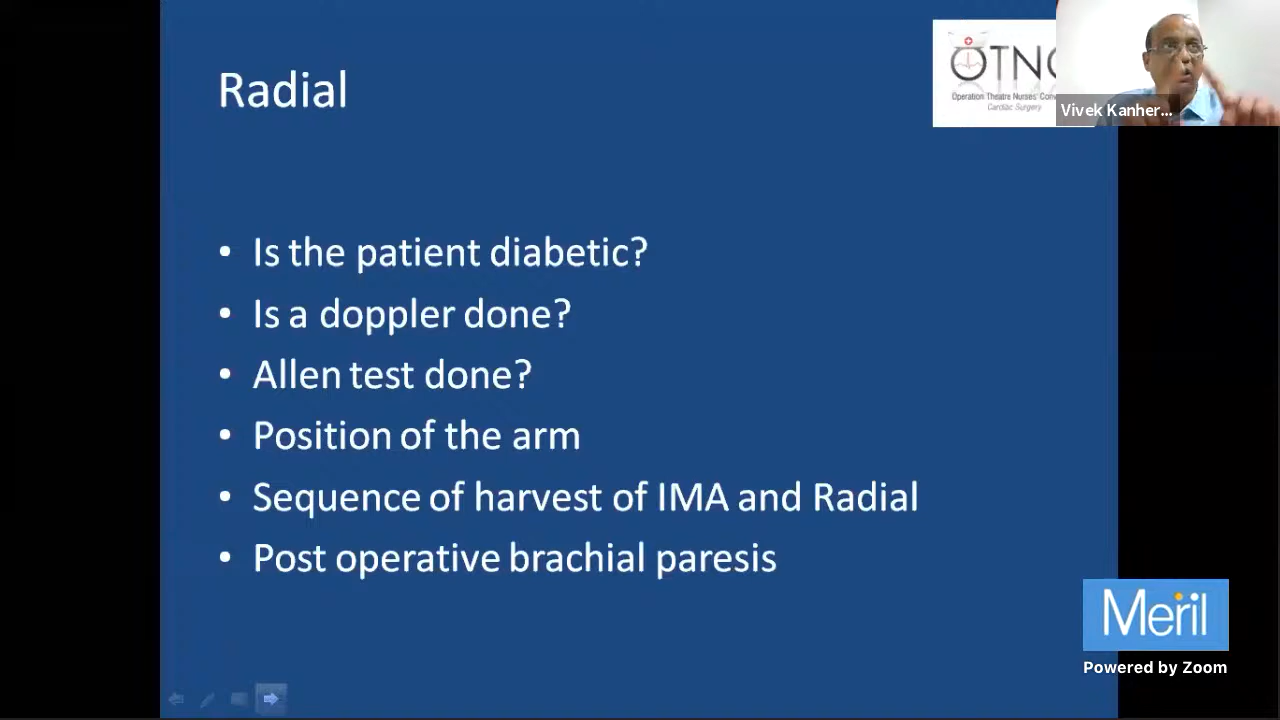 Radial
OTNC
Operation Theatre Nurses'
Cardiac Surgery
Vivek Kanher...
• Is the patient diabetic?
• Is a doppler done?
• Allen test done?
• Position of the arm
• Sequence of harvest of IMA and Radial
• Post operative brachial paresis
Meril
Powered by Zoom